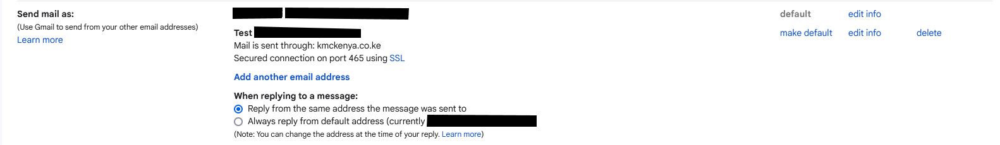 Send mail as:
(Use Gmail to send from your other email addresses)
Learn more
default edit info
Test
make default edit info delete
Mail is sent through: kmckenya.co.ke
Secured connection on port 465 using SSL
Add another email address
When replying to a message:
Reply from the same address the message was sent to
Always reply from default address (currently
(Note: You can change the address at the time of your reply. Learn more)